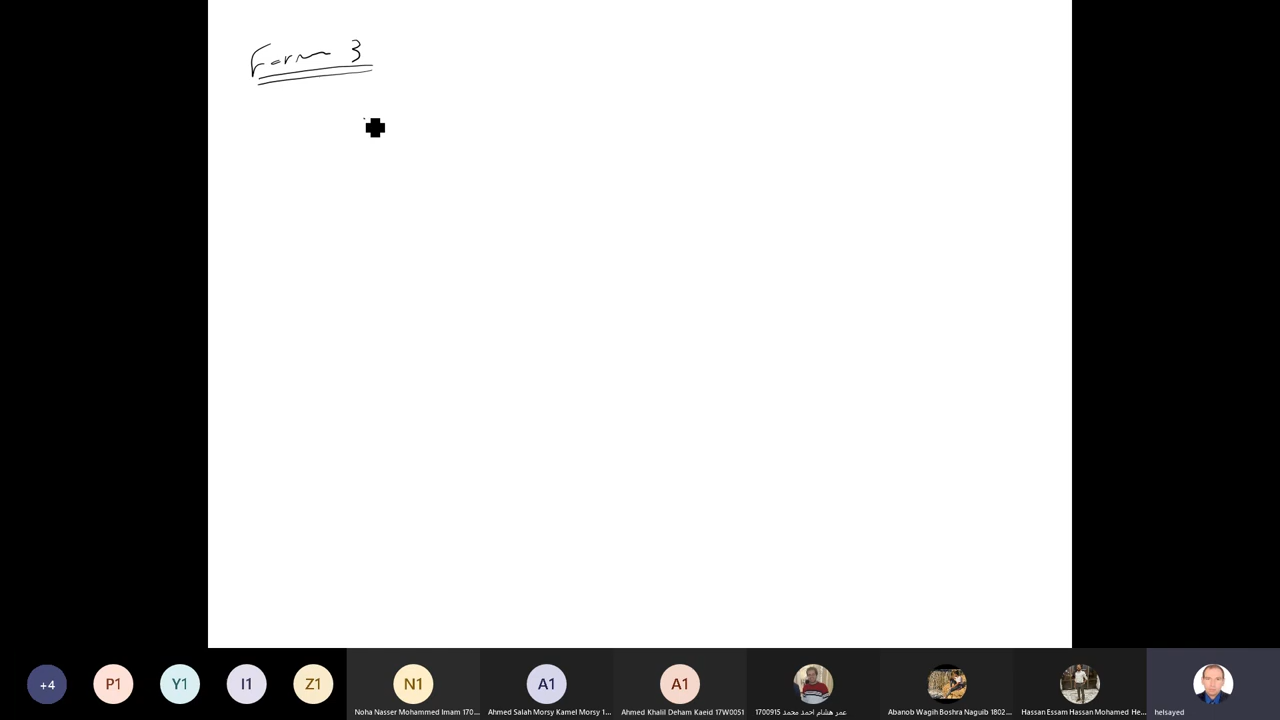 Form 3
+4
P1
Y1
I1
Z1
N1
A1
A1
Noha Nasser Mohammed Imam 170...
Ahmed Salah Morsy Kamel Morsy 1...
Ahmed Khalil Deham Kaeid 17W0051
عمر هشام احمد محمد 1700915
Abanob Wagih Boshra Naguib 1802...
Hassan Essam Hassan Mohamed He...
helsayed